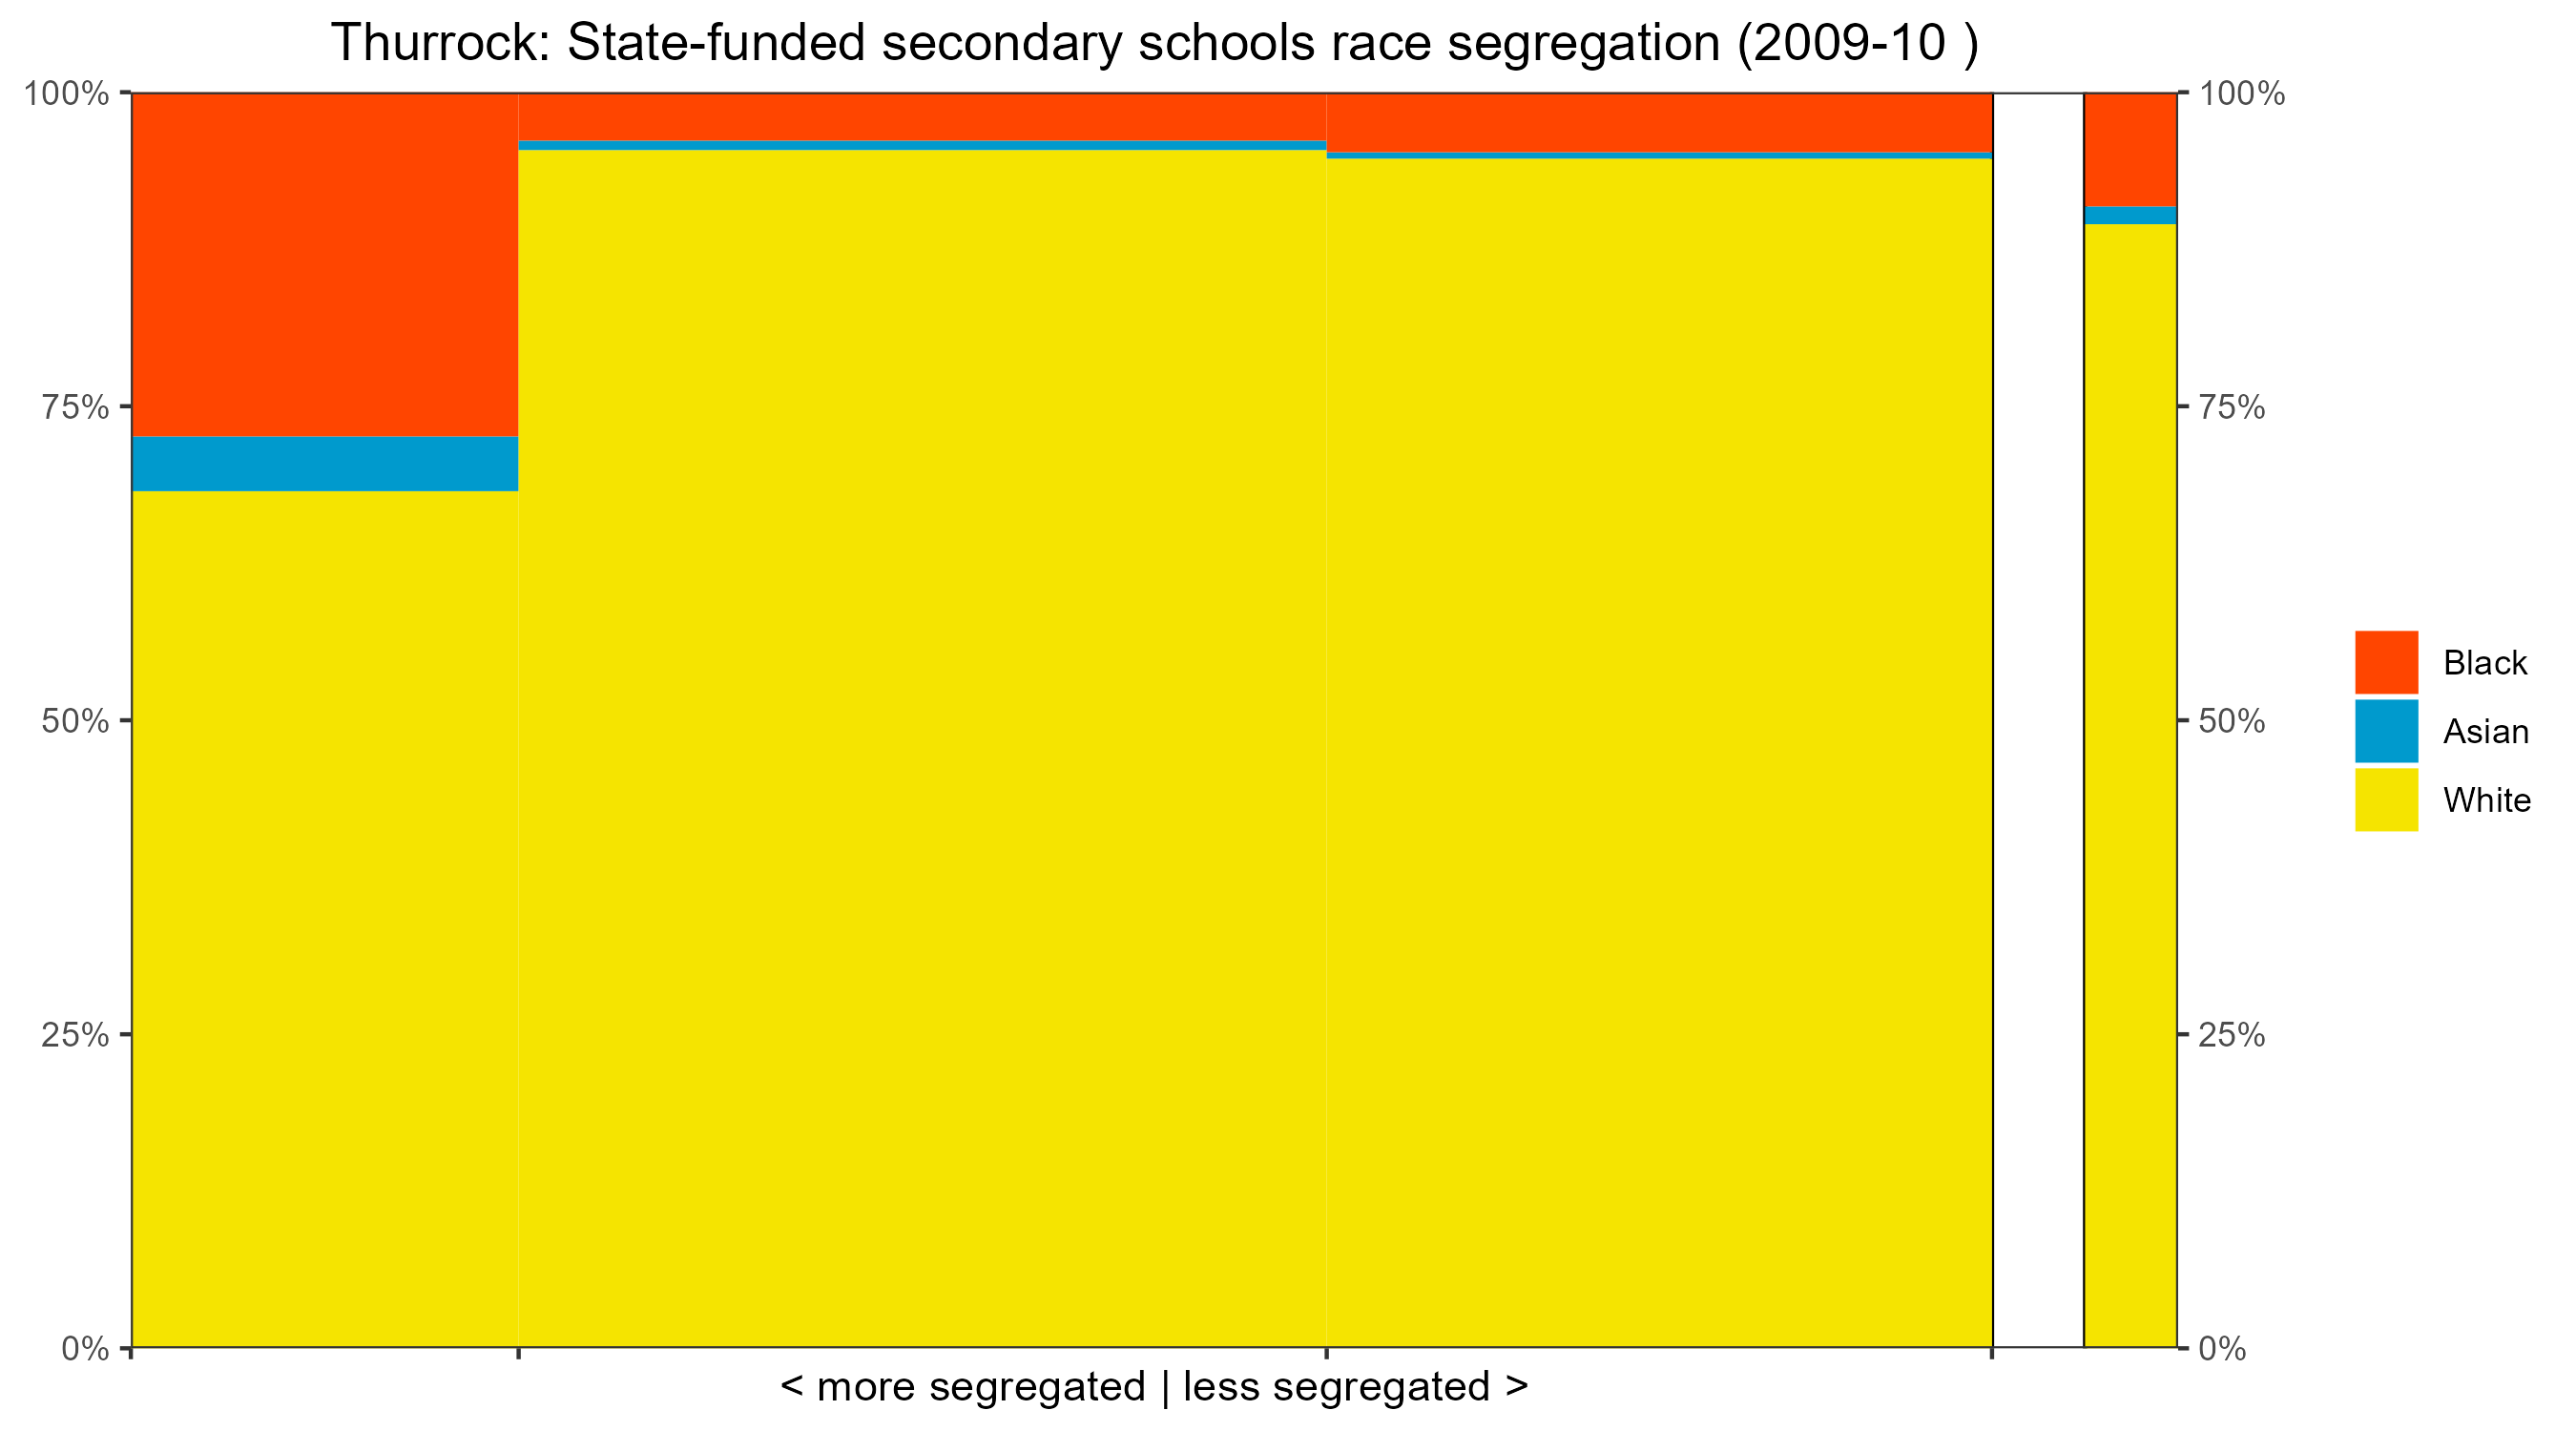 Thurrock: State-funded secondary schools race segregation (2009-10 )
100%
75%
50%
25%
0%
100%
75%
50%
25%
0%
Black
Asian
White
< more segregated | less segregated >